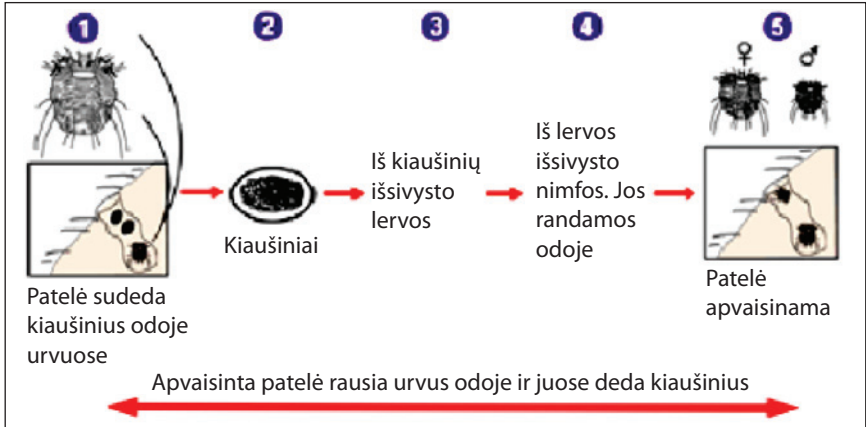 1 2 3 4 5
♀ ♂
Patelė sudeda
kiaušinius odoje
urvuose
Kiaušiniai
Iš kiaušinių
išsivysto
lervos
Iš lervos
išsivysto
nimfos. Jos
randamos
odoje
Patelė
apvaisinama
Apvaisinta patelė rausia urvus odoje ir juose deda kiaušinius